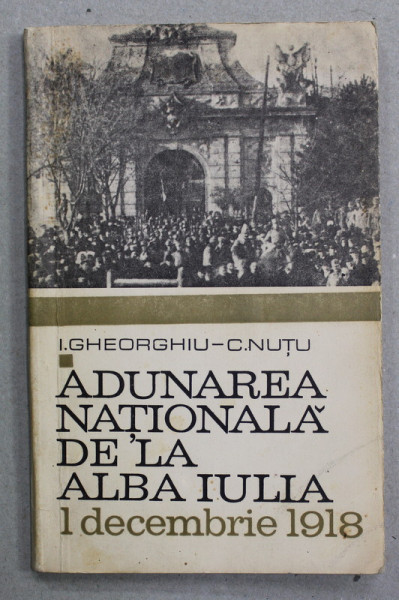 I.GHEORGHIU-C.NUȚU
ADUNAREA
NAȚIONALĂ
DE LA
ALBA IULIA
1 decembrie 1918